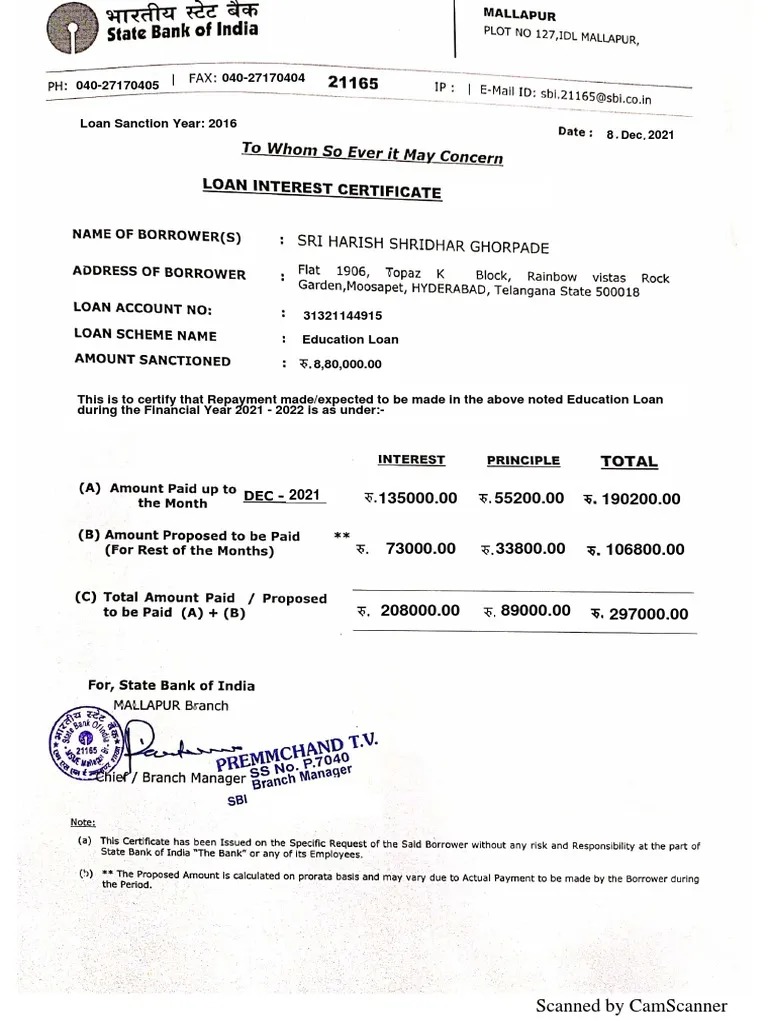 भारतीय स्टेट बैंक
State Bank of India
MALLAPUR
PLOT NO 127,IDL MALLAPUR,
PH: 040-27170405 | FAX: 040-27170404 21165 IP : | E-Mail ID: sbi.21165@sbi.co.in
Loan Sanction Year: 2016
Date : 8.Dec.2021
To Whom So Ever it May Concern
LOAN INTEREST CERTIFICATE
NAME OF BORROWER(S) : SRI HARISH SHRIDHAR GHORPADE
ADDRESS OF BORROWER : Flat 1906, Topaz K Block, Rainbow vistas Rock
Garden,Moosapet, HYDERABAD, Telangana State 500018
LOAN ACCOUNT NO: : 31321144915
LOAN SCHEME NAME : Education Loan
AMOUNT SANCTIONED : रु.8,80,000.00
This is to certify that Repayment made/expected to be made in the above noted Education Loan
during the Financial Year 2021 - 2022 is as under:-
INTEREST PRINCIPLE TOTAL
(A) Amount Paid up to DEC - 2021 रु.135000.00 रु.55200.00 रु. 190200.00
the Month
(B) Amount Proposed to be Paid ** रु. 73000.00 रु.33800.00 रु. 106800.00
(For Rest of the Months)
(C) Total Amount Paid / Proposed
to be Paid (A) + (B) रु. 208000.00 रु. 89000.00 रु. 297000.00
For, State Bank of India
MALLAPUR Branch
भारतीय स्टेट बैंक
State Bank Of India
21165
PREMMCHAND T.V.
SS No. P.7040
Chief / Branch Manager
Branch Manager
SBI
Note:
(a) This Certificate has been Issued on the Specific Request of the Said Borrower without any risk and Responsibility at the part of
State Bank of India "The Bank" or any of its Employees.
(b) ** The Proposed Amount is calculated on prorata basis and may vary due to Actual Payment to be made by the Borrower during
the Period.
Scanned by CamScanner